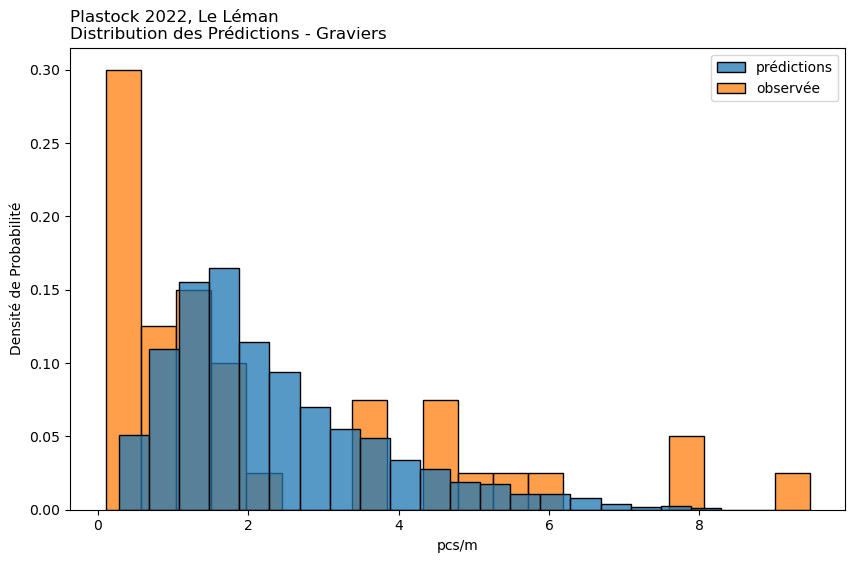 Plastock 2022, Le Léman
Distribution des Prédictions - Graviers
prédictions
observée
Densité de Probabilité
0.30
0.25
0.20
0.15
0.10
0.05
0.00
0
2
4
6
8
pcs/m